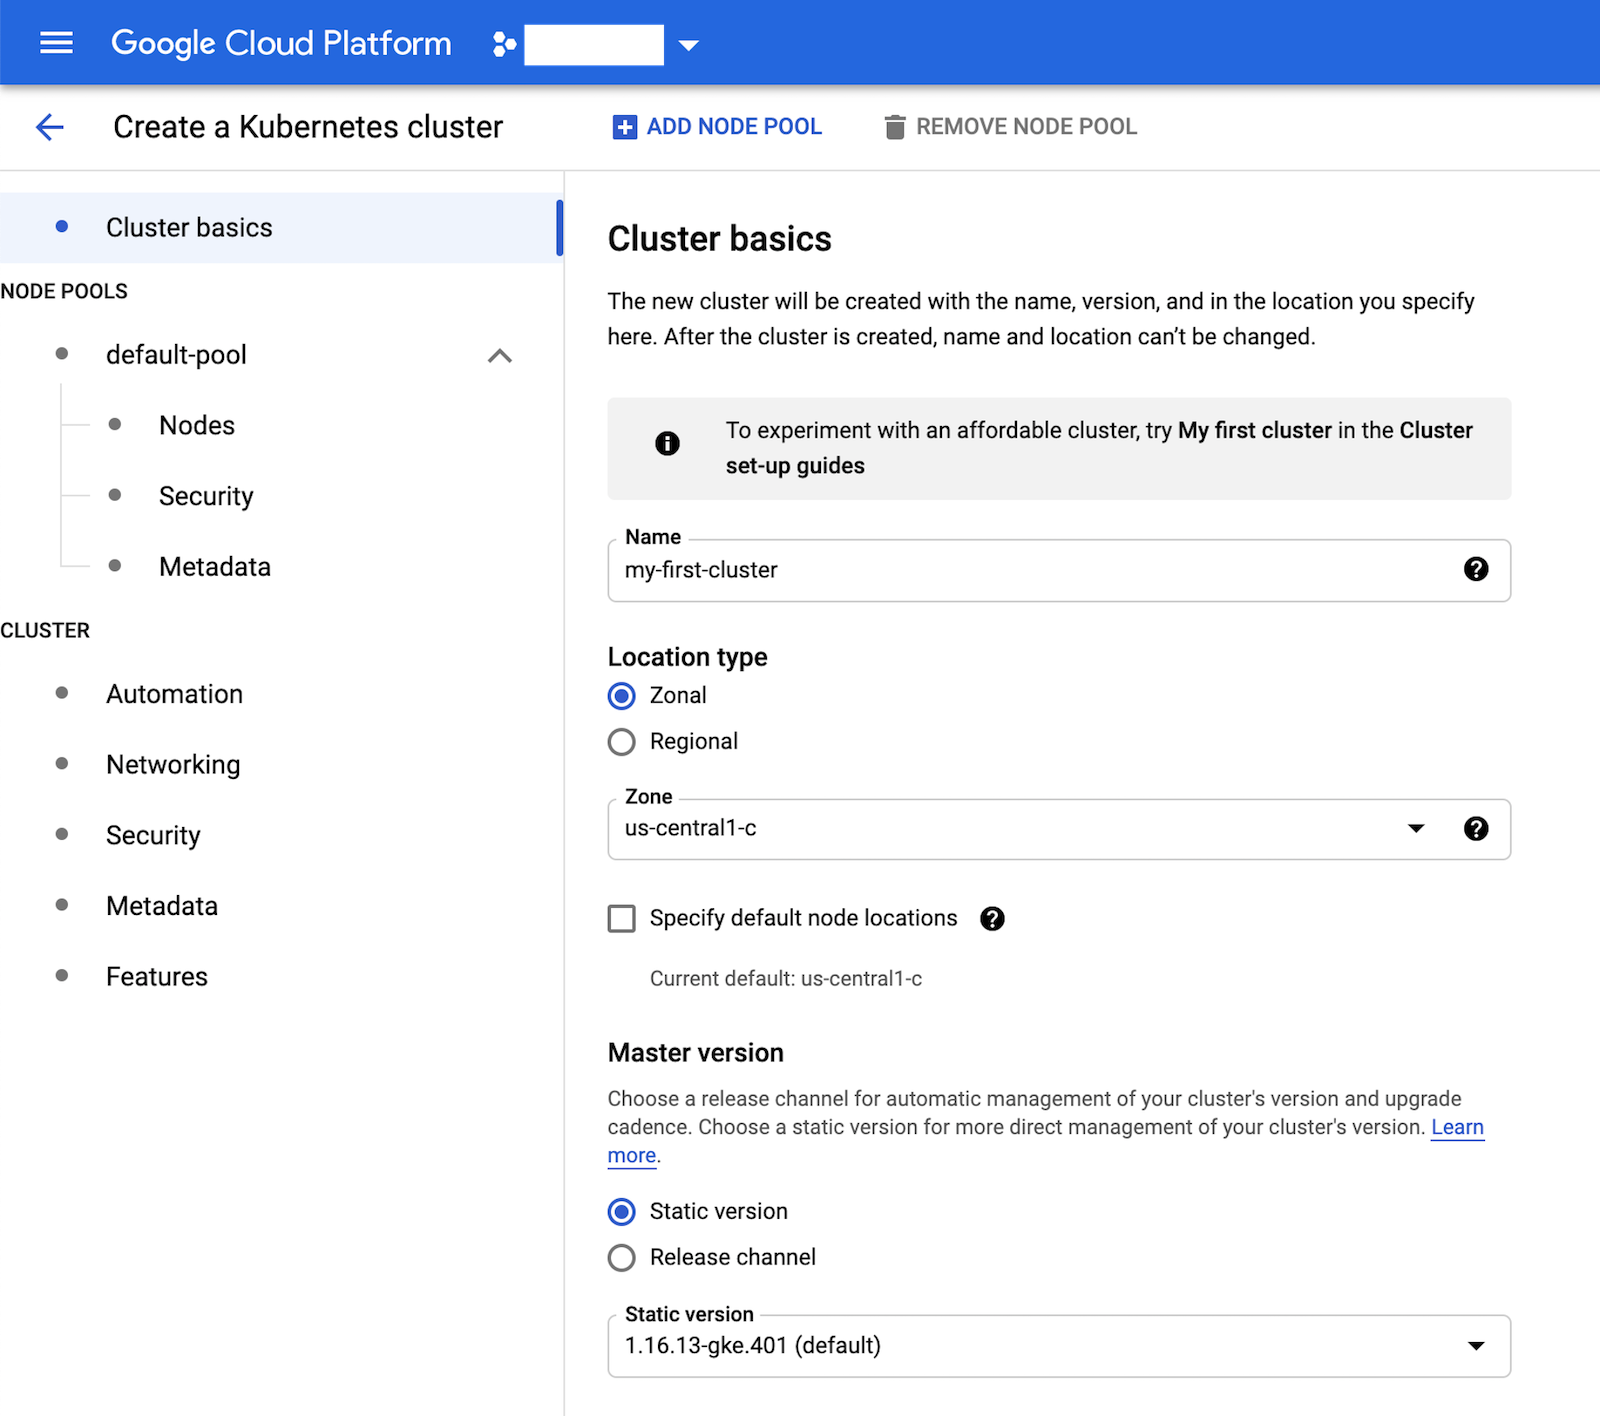 Google Cloud Platform
Create a Kubernetes cluster
ADD NODE POOL
REMOVE NODE POOL
Cluster basics
NODE POOLS
default-pool
Nodes
Security
Metadata
CLUSTER
Automation
Networking
Security
Metadata
Features
Cluster basics
The new cluster will be created with the name, version, and in the location you specify
here. After the cluster is created, name and location can’t be changed.
To experiment with an affordable cluster, try My first cluster in the Cluster
set-up guides
Name
my-first-cluster
Location type
Zonal
Regional
Zone
us-central1-c
Specify default node locations
Current default: us-central1-c
Master version
Choose a release channel for automatic management of your cluster's version and upgrade
cadence. Choose a static version for more direct management of your cluster's version. Learn
more.
Static version
Release channel
Static version
1.16.13-gke.401 (default)